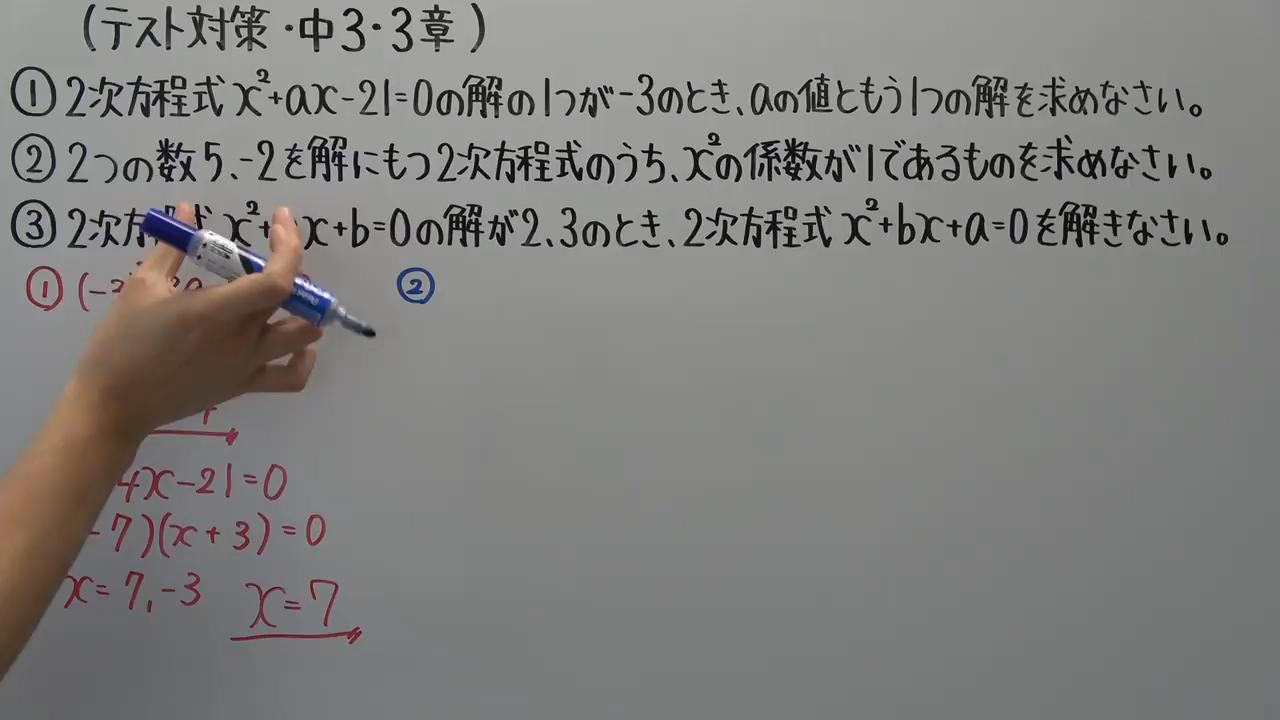 (テスト対策・中3・3章)
① 2次方程式x²+ax-21=0の解の1つが-3のとき、aの値ともう1つの解を求めなさい。
② 2つの数5、-2を解にもつ2次方程式のうち、x²の係数が1であるものを求めなさい。
③ 2次方 x²+ x+b=0の解が2、3のとき、2次方程式x²+bx+a=0を解きなさい。
① (-3 ②
4x-21=0
-7)(x+3)=0
x=7,-3 x=7